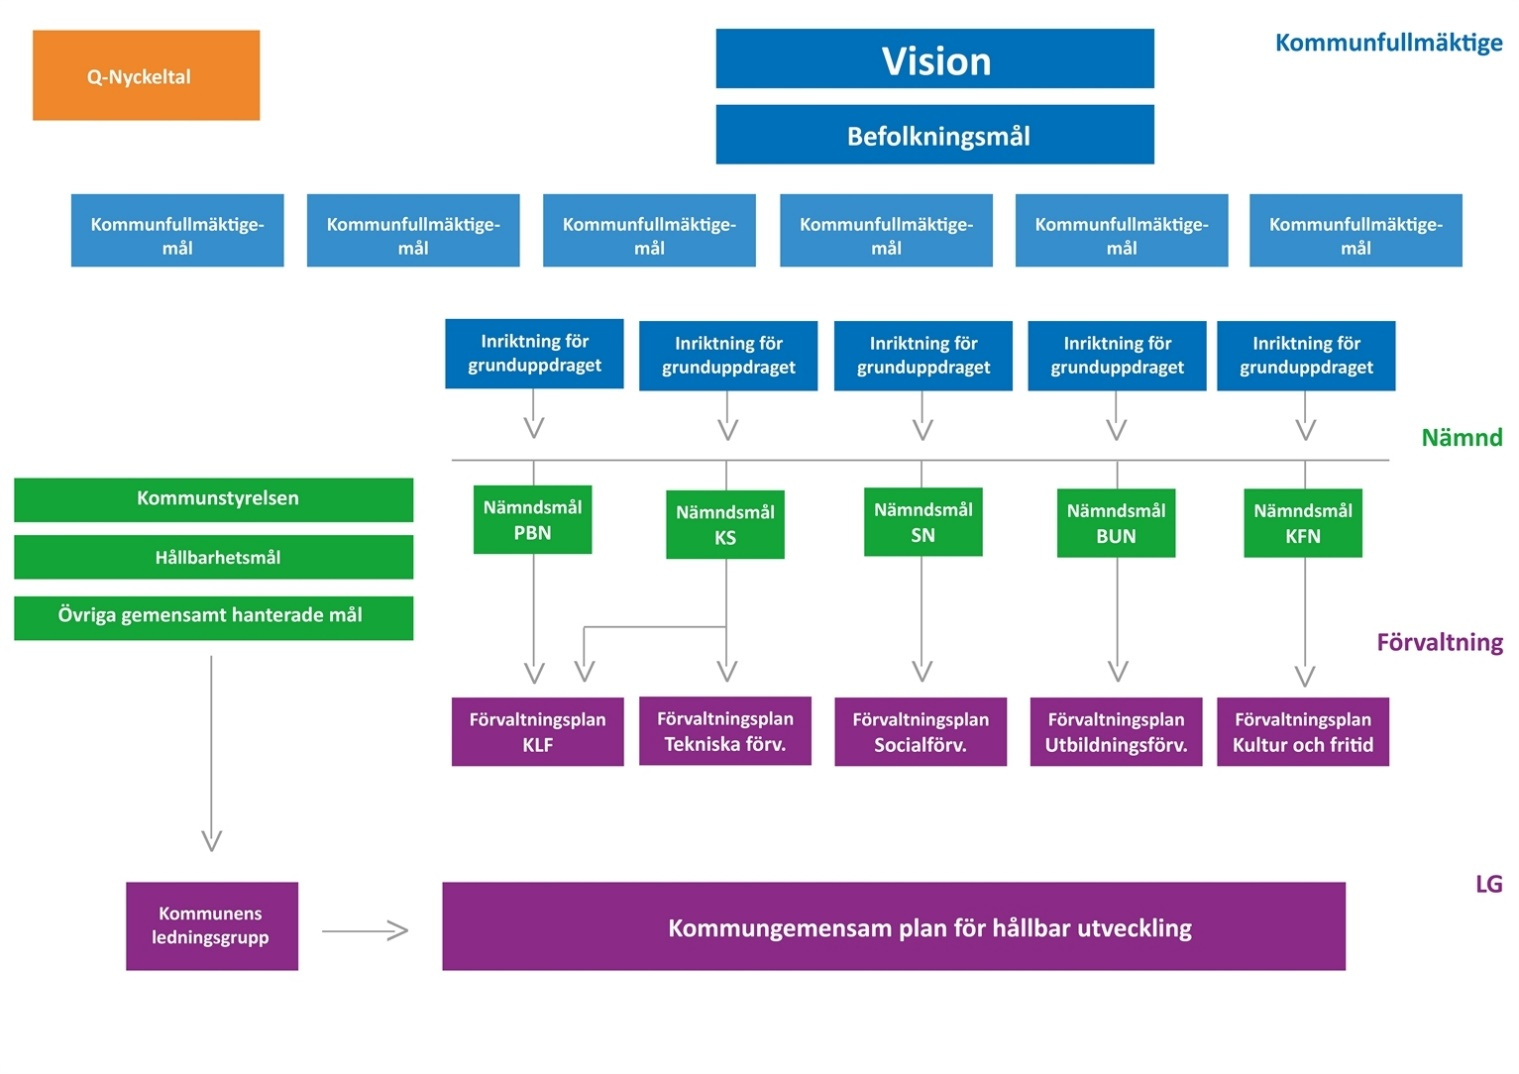 Q-Nyckeltal
Vision
Kommunfullmäktige
Befolkningsmål
Kommunfullmäktige-
mål
Kommunfullmäktige-
mål
Kommunfullmäktige-
mål
Kommunfullmäktige-
mål
Kommunfullmäktige-
mål
Kommunfullmäktige-
mål
Inriktning för
grunduppdraget
Inriktning för
grunduppdraget
Inriktning för
grunduppdraget
Inriktning för
grunduppdraget
Inriktning för
grunduppdraget
Nämnd
Kommunstyrelsen
Hållbarhetsmål
Övriga gemensamt hanterade mål
Nämndsmål
PBN
Nämndsmål
KS
Nämndsmål
SN
Nämndsmål
BUN
Nämndsmål
KFN
Förvaltning
Förvaltningsplan
KLF
Förvaltningsplan
Tekniska förv.
Förvaltningsplan
Socialförv.
Förvaltningsplan
Utbildningsförv.
Förvaltningsplan
Kultur och fritid
LG
Kommunens
ledningsgrupp
Kommungemensam plan för hållbar utveckling